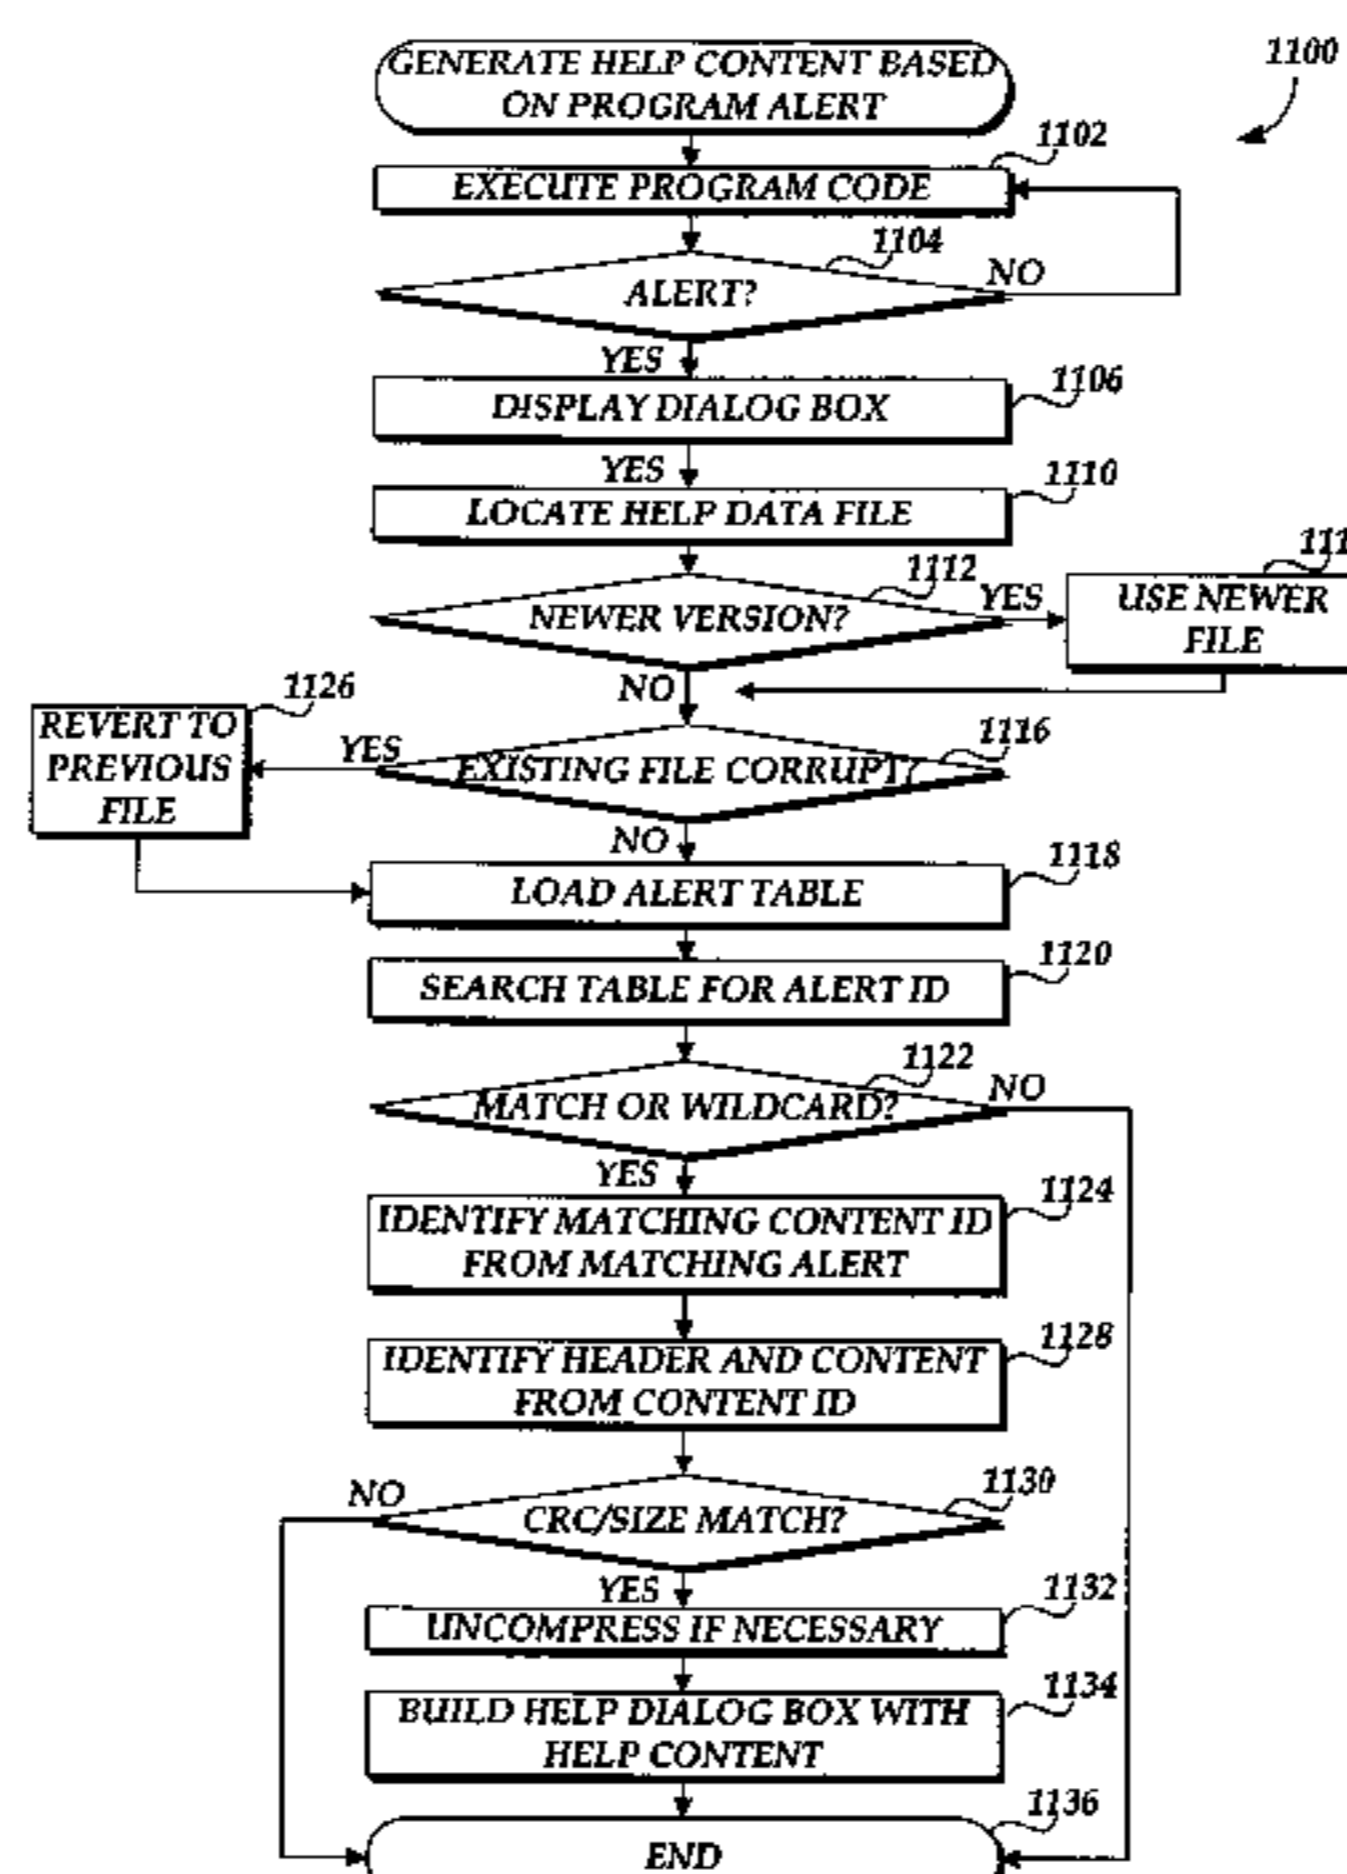 1100
GENERATE HELP CONTENT BASED
ON PROGRAM ALERT
1102
EXECUTE PROGRAM CODE
1104
ALERT?
NO
YES
1106
DISPLAY DIALOG BOX
YES
1110
LOCATE HELP DATA FILE
1112
NEWER VERSION?
YES
111
USE NEWER
FILE
NO
1126
REVERT TO
PREVIOUS
FILE
YES
1116
EXISTING FILE CORRUPT?
NO
1118
LOAD ALERT TABLE
1120
SEARCH TABLE FOR ALERT ID
1122
MATCH OR WILDCARD?
NO
YES
1124
IDENTIFY MATCHING CONTENT ID
FROM MATCHING ALERT
1128
IDENTIFY HEADER AND CONTENT
FROM CONTENT ID
1130
CRC/SIZE MATCH?
NO
YES
1132
UNCOMPRESS IF NECESSARY
1134
BUILD HELP DIALOG BOX WITH
HELP CONTENT
1136
END